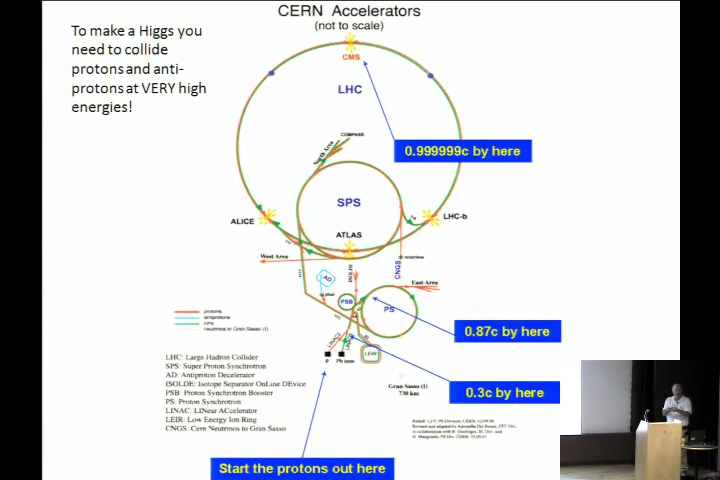 CERN Accelerators
(not to scale)
To make a Higgs you
need to collide
protons and anti-
protons at VERY high
energies!
CMS
LHC
0.999999c by here
COMPASS
North Area
SPS
ALICE
LHC-b
ATLAS
West Area
CNGS
neutrinos
ISOLDE
East Area
AD
PSB
PS
0.87c by here
protons
antiprotons
ions
neutrinos to Gran Sasso (I)
LINAC2
LEIR
p
Pb ions
0.3c by here
Gran Sasso (I)
730 km
LHC: Large Hadron Collider
SPS: Super Proton Synchrotron
AD: Antiproton Decelerator
ISOLDE: Isotope Separator OnLine DEvice
PSB: Proton Synchrotron Booster
PS: Proton Synchrotron
LINAC: LINear ACcelerator
LEIR: Low Energy Ion Ring
CNGS: Cern Neutrinos to Gran Sasso
Start the protons out here